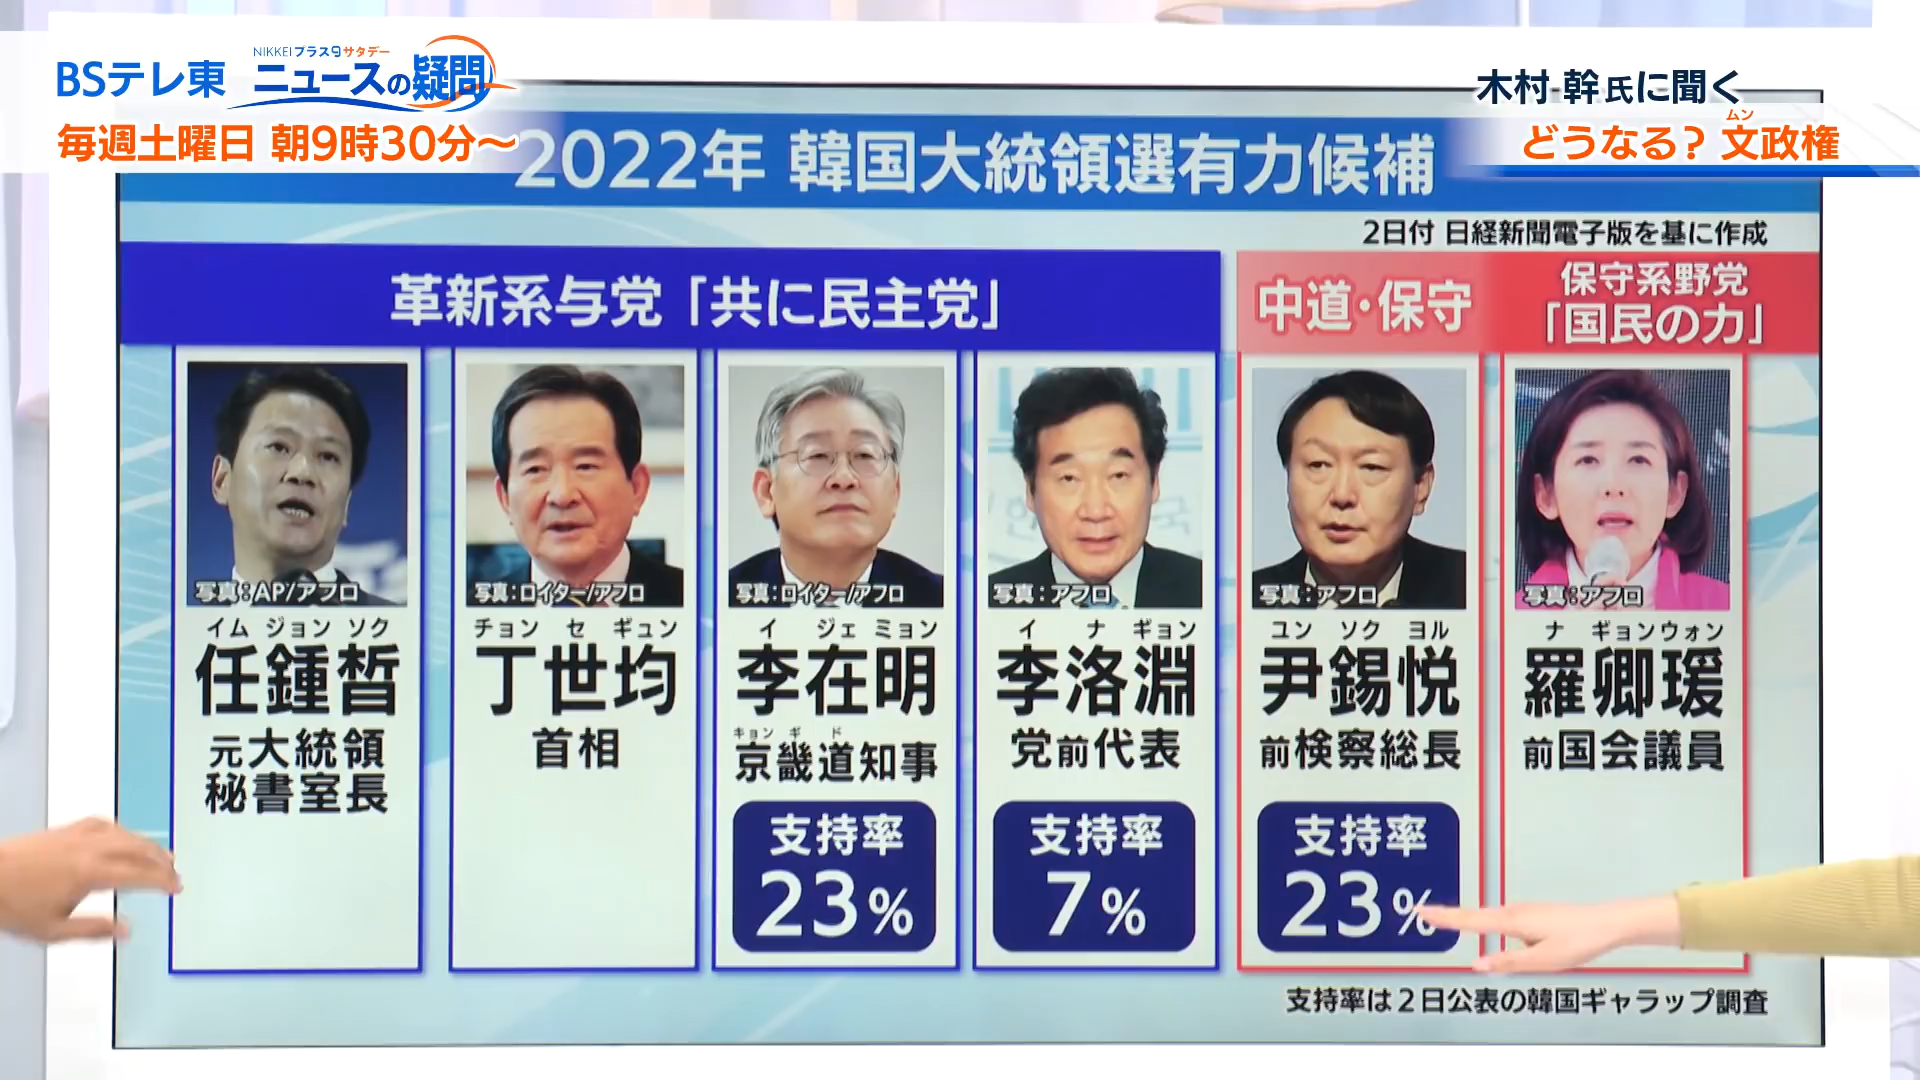 BSテレ東
NIKKEIプラス9サタデー
ニュースの疑問
毎週土曜日 朝9時30分～
木村 幹氏に聞く
ムン
どうなる？ 文政権
2022年 韓国大統領選有力候補
2日付 日経新聞電子版を基に作成
革新系与党「共に民主党」
中道・保守
保守系野党
「国民の力」
写真：AP/アフロ
写真：ロイター/アフロ
写真：ロイター/アフロ
写真：アフロ
写真：アフロ
写真：アフロ
イム ジョン ソク
任鍾晳
元大統領
秘書室長
チョン セ ギュン
丁世均
首相
イ ジェ ミョン
李在明
キョン ギ ド
京畿道知事
支持率
23%
イ ナ ギョン
李洛淵
党前代表
支持率
7%
ユン ソク ヨル
尹錫悦
前検察総長
支持率
23%
ナ ギョンウォン
羅卿瑗
前国会議員
支持率は2日公表の韓国ギャラップ調査